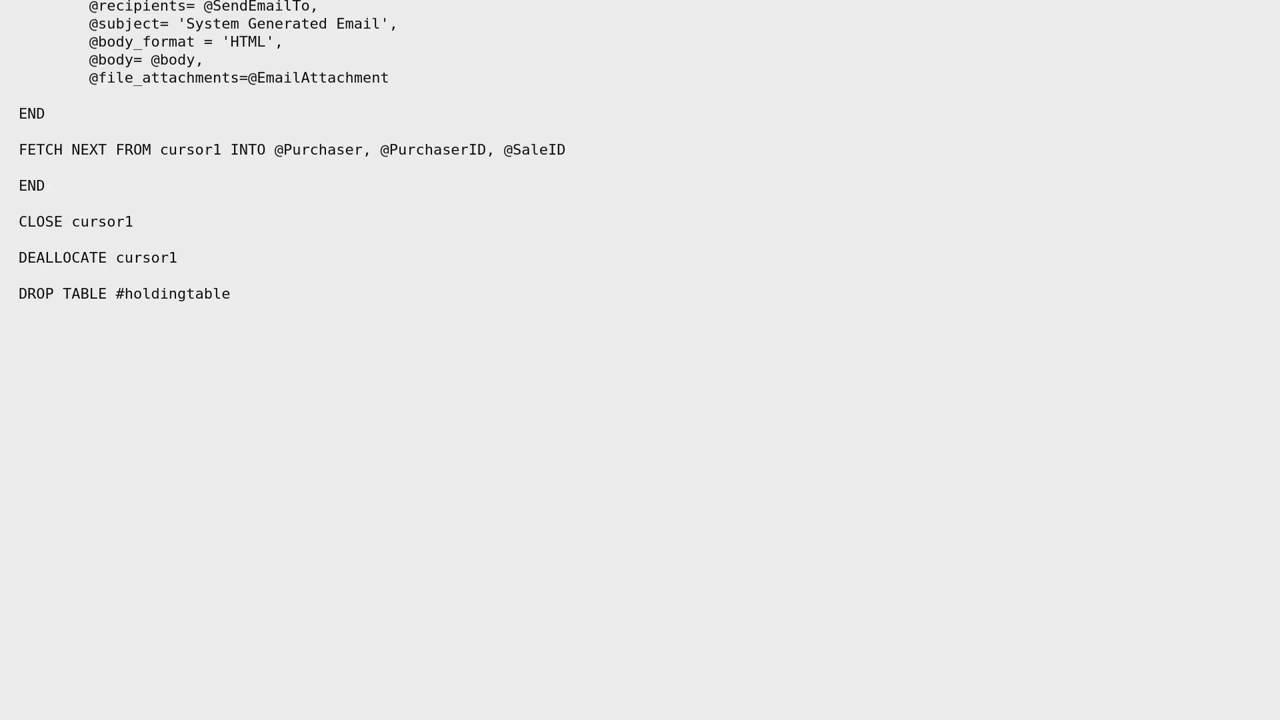 @recipients= @SendEmailTo,
@subject= 'System Generated Email',
@body_format = 'HTML',
@body= @body,
@file_attachments=@EmailAttachment
END
FETCH NEXT FROM cursor1 INTO @Purchaser, @PurchaserID, @SaleID
END
CLOSE cursor1
DEALLOCATE cursor1
DROP TABLE #holdingtable